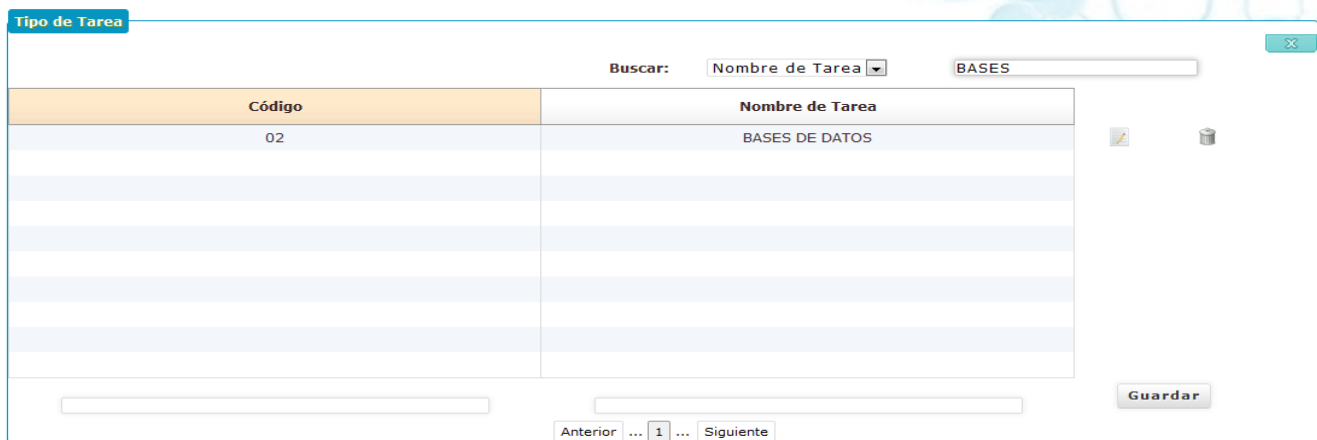 Tipo de Tarea
Buscar: Nombre de Tarea BASES
Código Nombre de Tarea
02 BASES DE DATOS
Guardar
Anterior ... 1 ... Siguiente